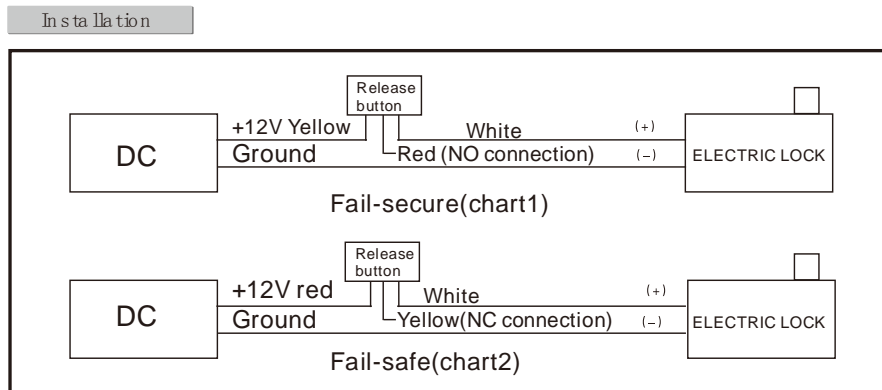 Installation
Release
button
+12V Yellow
White
(+)
DC
Ground
Red (NO connection)
(-)
ELECTRIC LOCK
Fail-secure(chart1)
Release
button
+12V red
White
(+)
DC
Ground
Yellow(NC connection)
(-)
ELECTRIC LOCK
Fail-safe(chart2)